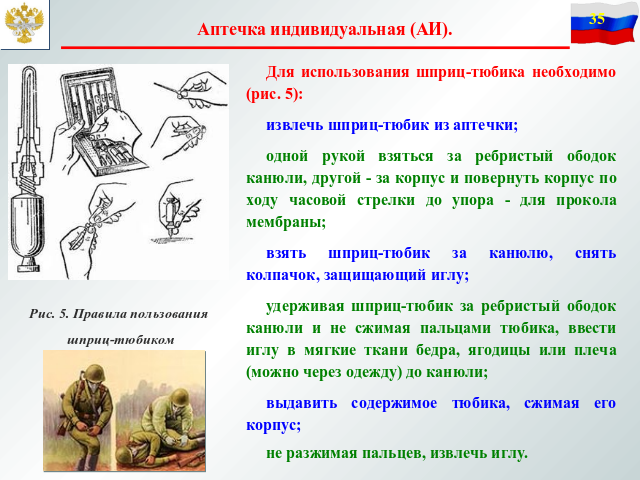 Аптечка индивидуальная (АИ).
35
Для использования шприц-тюбика необходимо
(рис. 5):
извлечь шприц-тюбик из аптечки;
одной рукой взяться за ребристый ободок
канюли, другой - за корпус и повернуть корпус по
ходу часовой стрелки до упора - для прокола
мембраны;
взять шприц-тюбик за канюлю, снять
колпачок, защищающий иглу;
удерживая шприц-тюбик за ребристый ободок
канюли и не сжимая пальцами тюбика, ввести
иглу в мягкие ткани бедра, ягодицы или плеча
(можно через одежду) до канюли;
выдавить содержимое тюбика, сжимая его
корпус;
не разжимая пальцев, извлечь иглу.
Рис. 5. Правила пользования
шприц-тюбиком